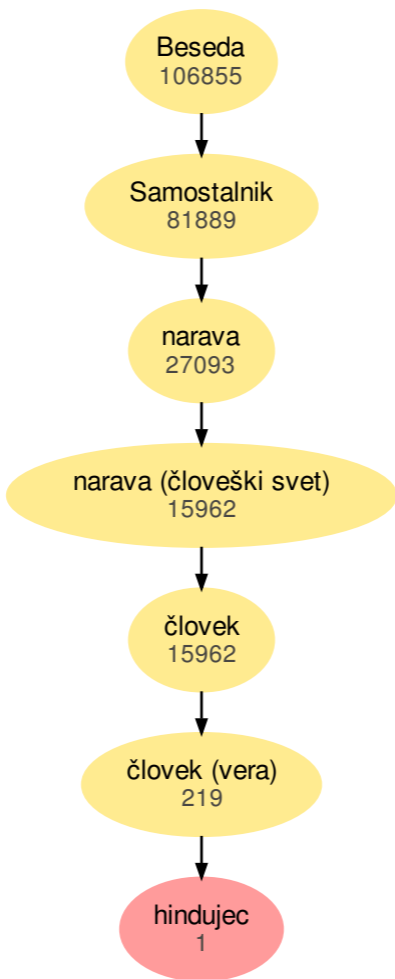 Beseda
106855
Samostalnik
81889
narava
27093
narava (človeški svet)
15962
človek
15962
človek (vera)
219
hindujec
1